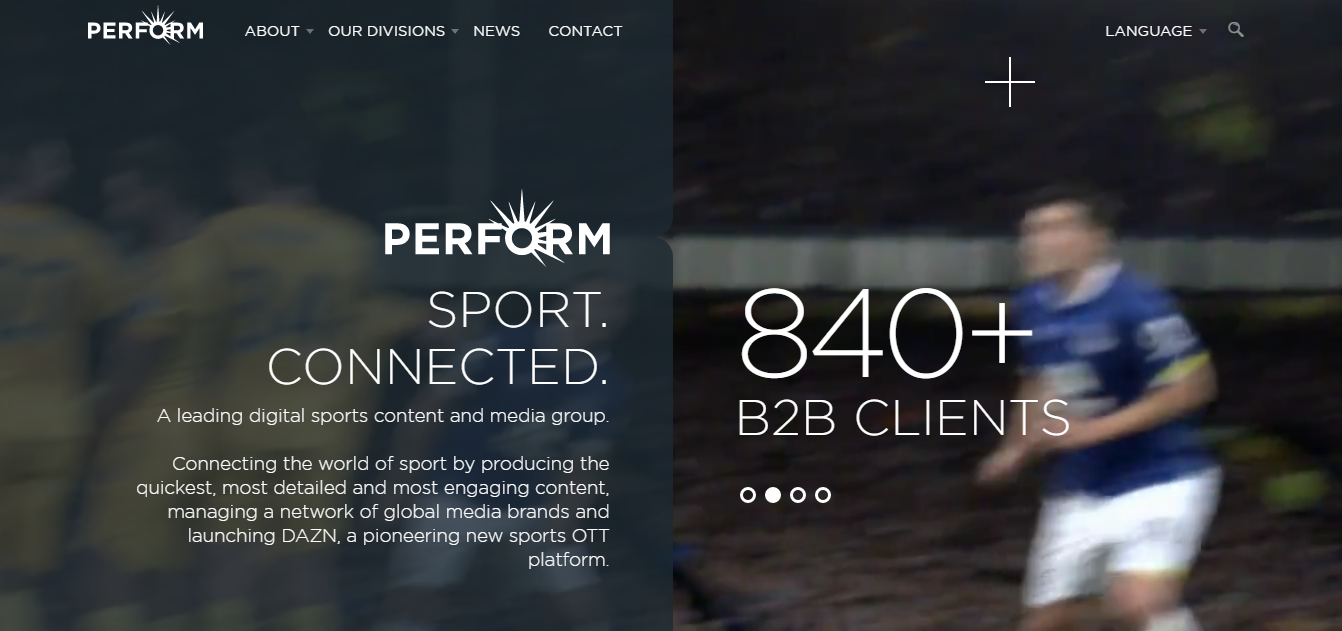 PERFORM
ABOUT
OUR DIVISIONS
NEWS
CONTACT
LANGUAGE
PERFORM
SPORT.
CONNECTED.
A leading digital sports content and media group.
Connecting the world of sport by producing the
quickest, most detailed and most engaging content,
managing a network of global media brands and
launching DAZN, a pioneering new sports OTT
platform.
840+
B2B CLIENTS